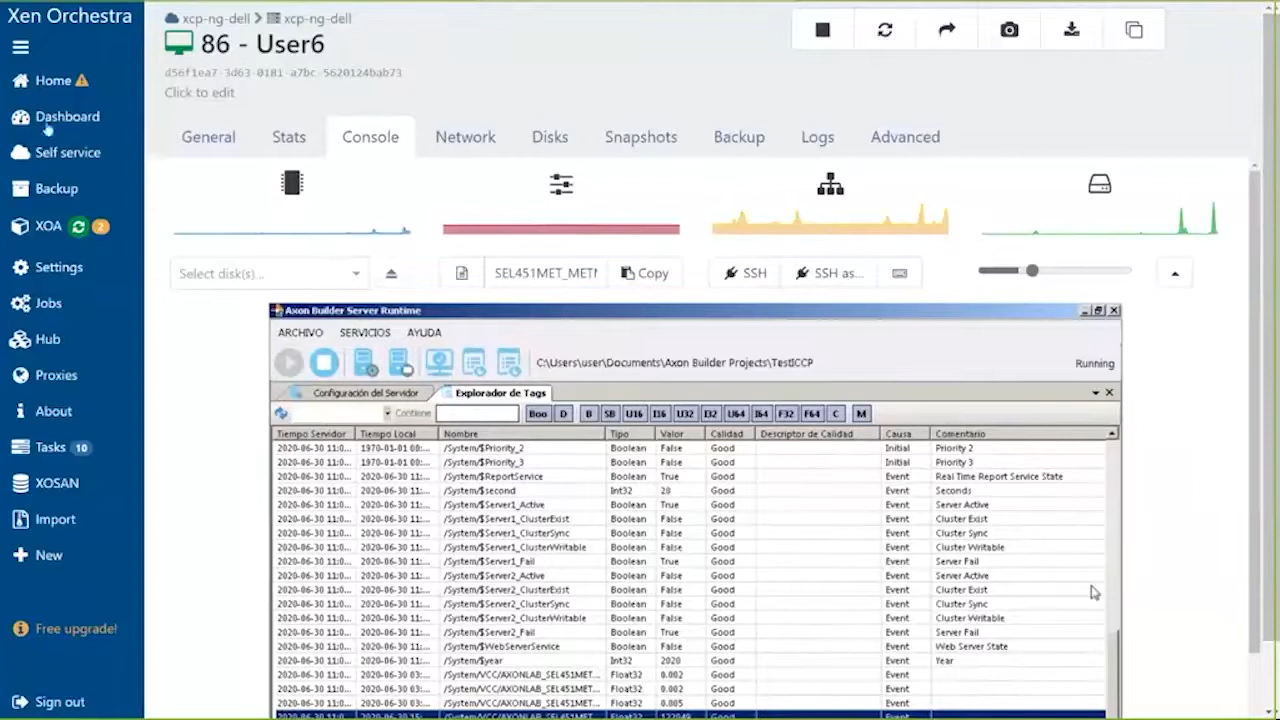 Xen Orchestra
Home
Dashboard
Self service
Backup
XOA 2
Settings
Jobs
Hub
Proxies
About
Tasks 10
XOSAN
Import
New
Free upgrade!
Sign out
xcp-ng-dell xcp-ng-dell
86 - User6
d56f1ea7-3d63-0181-a7bc-5620124bab73
Click to edit
General Stats Console Network Disks Snapshots Backup Logs Advanced
Select disk(s)... SEL451MET_METI Copy SSH SSH as...
Axon Builder Server Runtime
ARCHIVO SERVICIOS AYUDA
C:\Users\user\Documents\Axon Builder Projects\TestICCP Running
Configuración del Servidor Explorador de Tags
Contiene Boo D B SB U16 I16 U32 I32 U64 I64 F32 F64 C M
Tiempo Servidor Tiempo Local Nombre Tipo Valor Calidad Descriptor de Calidad Causa Comentario
2020-06-30 11:0... 1970-01-01 00:... /System/$Priority_2 Boolean False Good Initial Priority 2
2020-06-30 11:0... 1970-01-01 00:... /System/$Priority_3 Boolean False Good Initial Priority 3
2020-06-30 11:0... 2020-06-30 11:... /System/$ReportService Boolean True Good Event Real Time Report Service State
2020-06-30 11:0... 2020-06-30 11:... /System/$second Int32 20 Good Event Seconds
2020-06-30 11:0... 2020-06-30 11:... /System/$Server1_Active Boolean True Good Event Server Active
2020-06-30 11:0... 2020-06-30 11:... /System/$Server1_ClusterExist Boolean False Good Event Cluster Exist
2020-06-30 11:0... 2020-06-30 11:... /System/$Server1_ClusterSync Boolean False Good Event Cluster Sync
2020-06-30 11:0... 2020-06-30 11:... /System/$Server1_ClusterWritable Boolean False Good Event Cluster Writable
2020-06-30 11:0... 2020-06-30 11:... /System/$Server1_Fail Boolean True Good Event Server Fail
2020-06-30 11:0... 2020-06-30 11:... /System/$Server2_Active Boolean False Good Event Server Active
2020-06-30 11:0... 2020-06-30 11:... /System/$Server2_ClusterExist Boolean False Good Event Cluster Exist
2020-06-30 11:0... 2020-06-30 11:... /System/$Server2_ClusterSync Boolean False Good Event Cluster Sync
2020-06-30 11:0... 2020-06-30 11:... /System/$Server2_ClusterWritable Boolean False Good Event Cluster Writable
2020-06-30 11:0... 2020-06-30 11:... /System/$Server2_Fail Boolean True Good Event Server Fail
2020-06-30 11:0... 2020-06-30 11:... /System/$WebServerService Boolean False Good Event Web Server State
2020-06-30 11:0... 2020-06-30 11:... /System/$year Int32 2020 Good Event Year
2020-06-30 11:0... 2020-06-30 03:... /System/VCC/AXONLAB_SEL451MET... Float32 0.002 Good Event
2020-06-30 11:0... 2020-06-30 03:... /System/VCC/AXONLAB_SEL451MET... Float32 0.002 Good Event
2020-06-30 11:0... 2020-06-30 03:... /System/VCC/AXONLAB_SEL451MET... Float32 0.005 Good Event